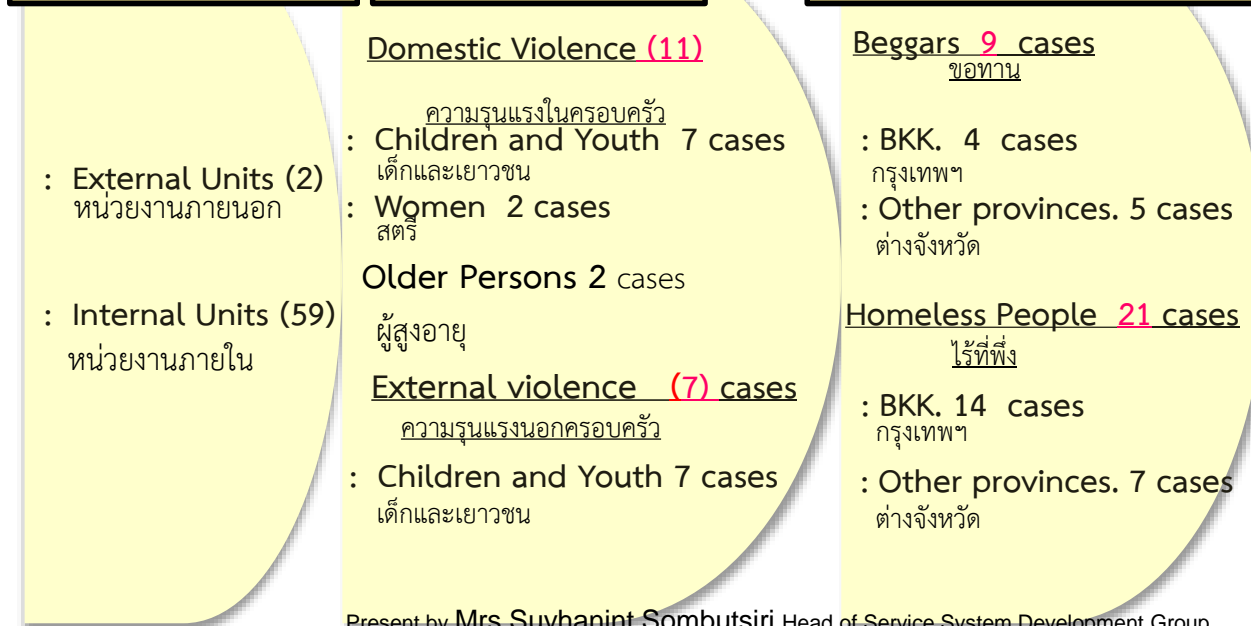 : External Units (2)
หน่วยงานภายนอก
: Internal Units (59)
หน่วยงานภายใน
Domestic Violence (11)
ความรุนแรงในครอบครัว
: Children and Youth 7 cases
เด็กและเยาวชน
: Women 2 cases
สตรี
Older Persons 2 cases
ผู้สูงอายุ
External violence (7) cases
ความรุนแรงนอกครอบครัว
: Children and Youth 7 cases
เด็กและเยาวชน
Beggars 9 cases
ขอทาน
: BKK. 4 cases
กรุงเทพฯ
: Other provinces. 5 cases
ต่างจังหวัด
Homeless People 21 cases
ไร้ที่พึ่ง
: BKK. 14 cases
กรุงเทพฯ
: Other provinces. 7 cases
ต่างจังหวัด
Present by Mrs Suvhanint Sombutsiri Head of Service System Development Group